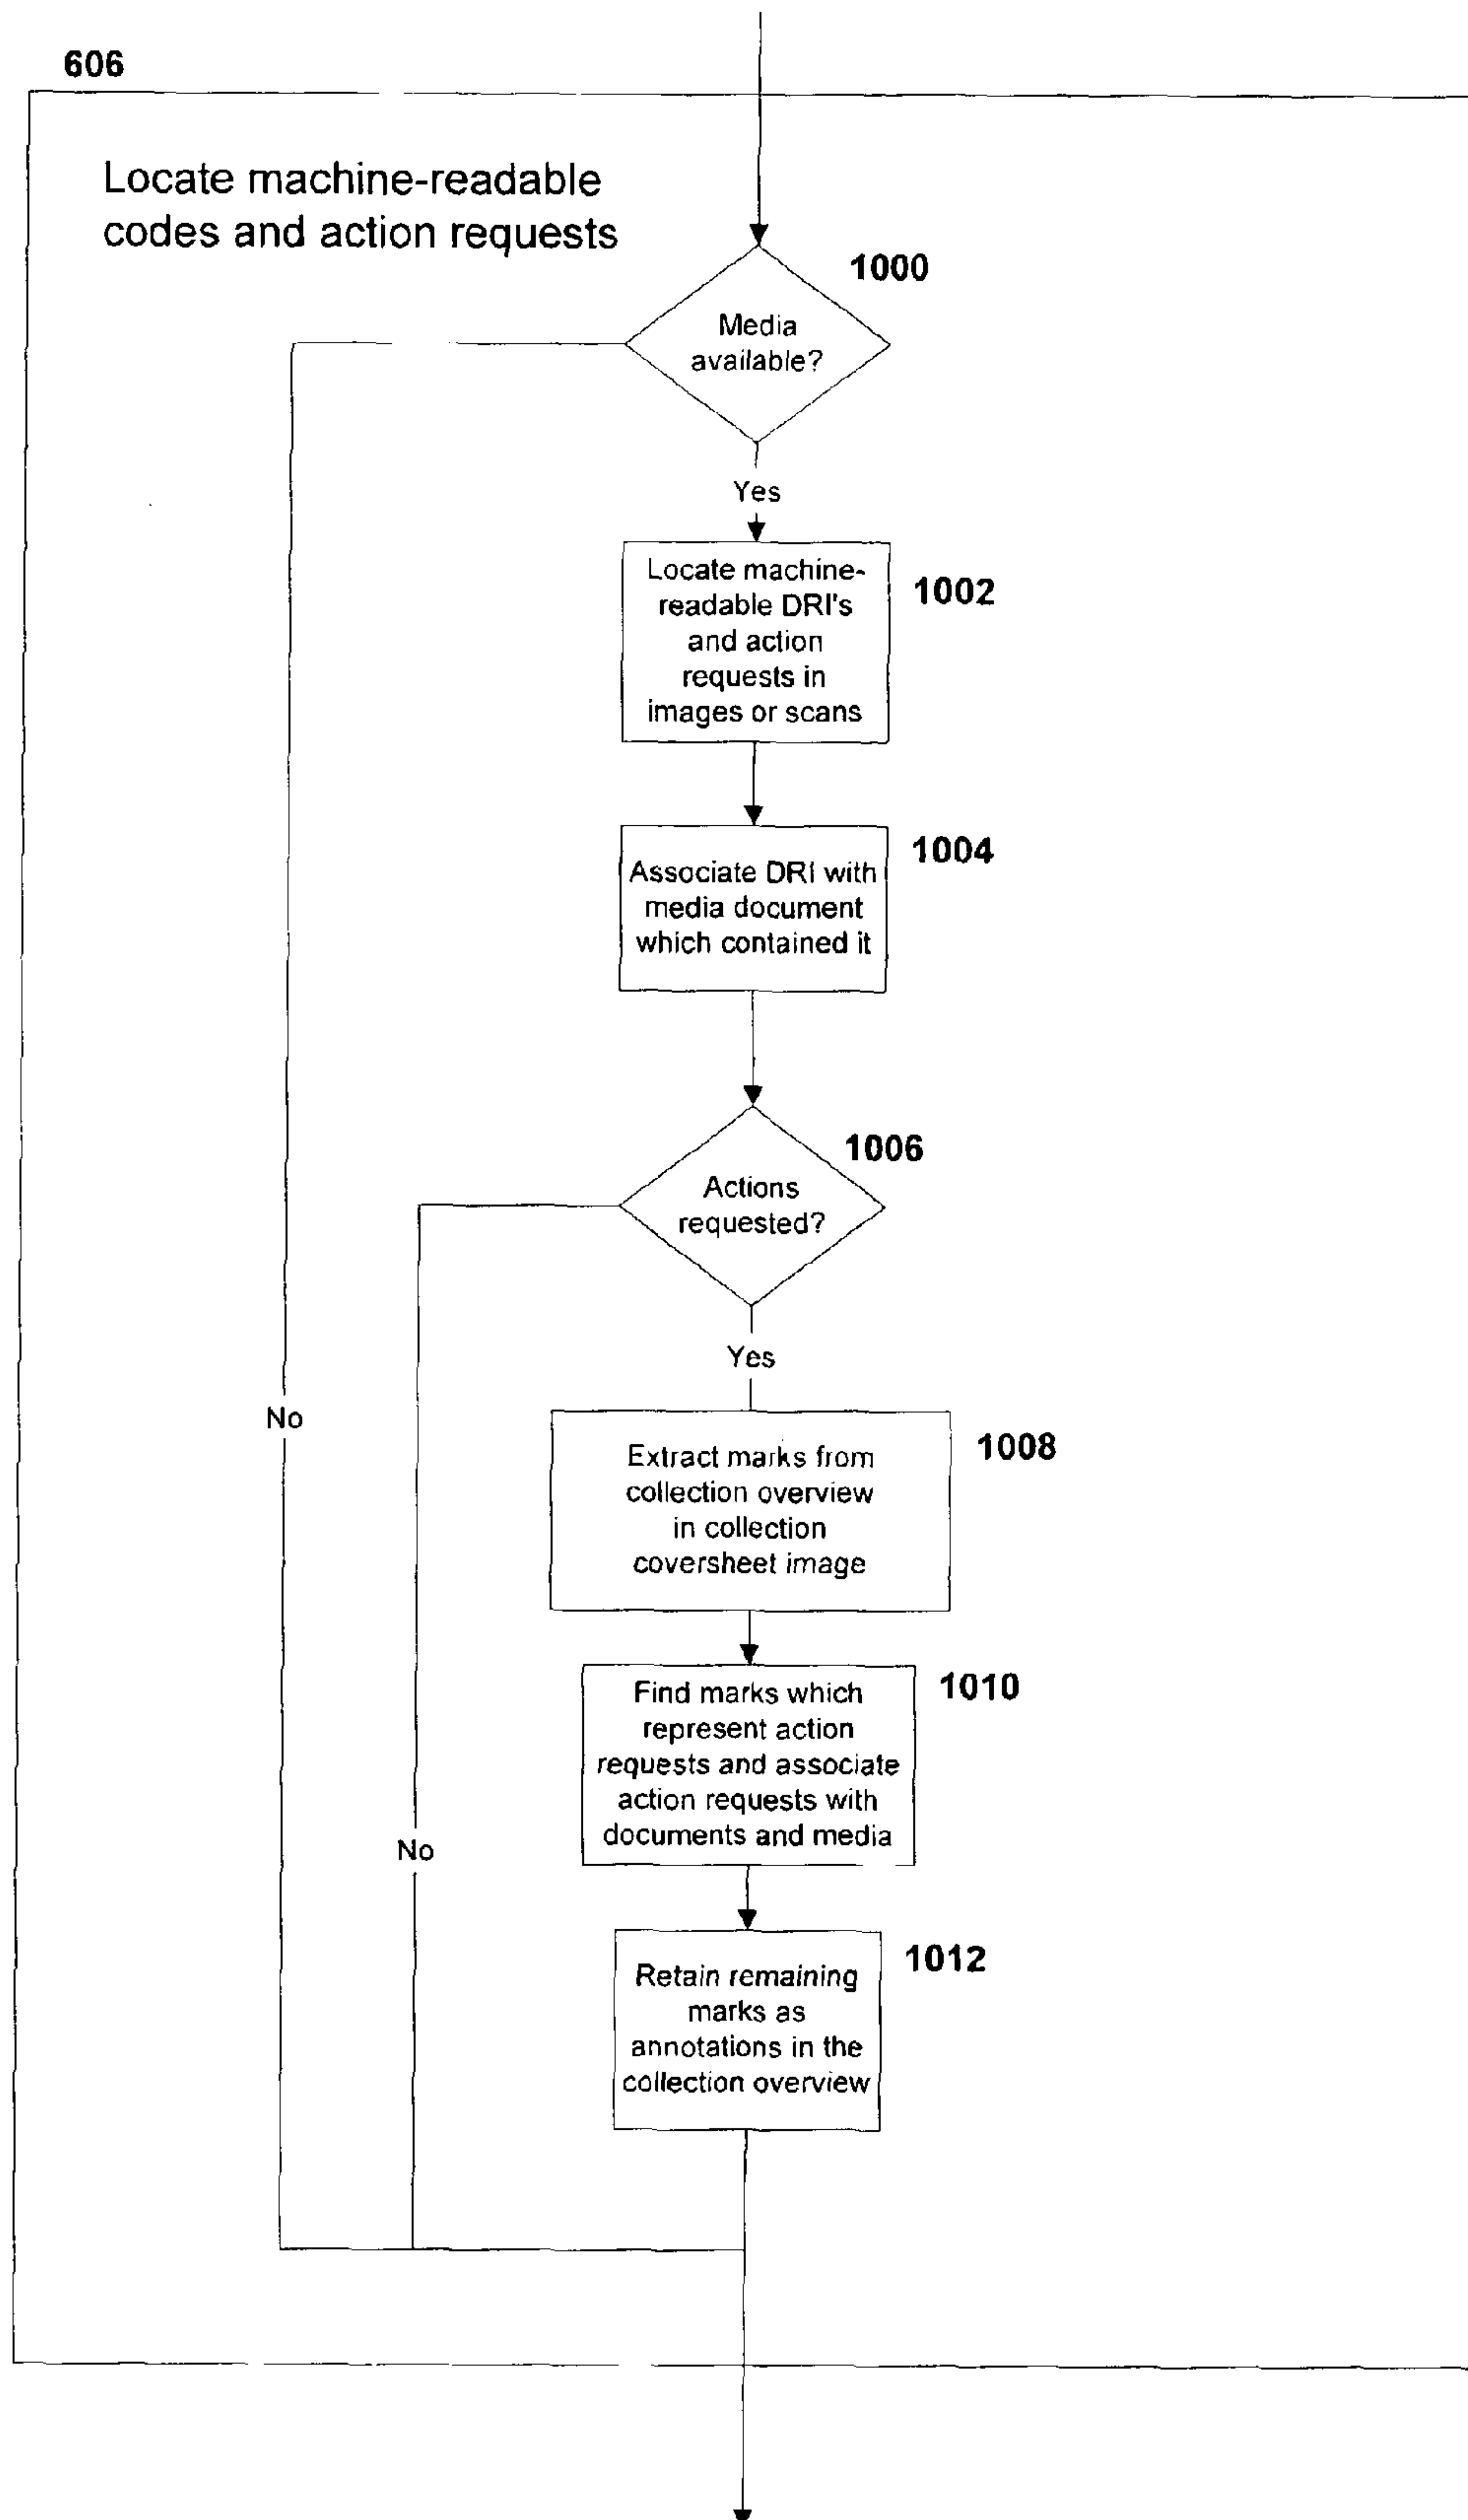 606
Locate machine-readable
codes and action requests
1000
Media
available?
Yes
Locate machine-
readable DRI's
and action
requests in
images or scans
1002
Associate DRI with
media document
which contained it
1004
1006
Actions
requested?
Yes
No
Extract marks from
collection overview
in collection
coversheet image
1008
Find marks which
represent action
requests and associate
action requests with
documents and media
1010
No
Retain remaining
marks as
annotations in the
collection overview
1012